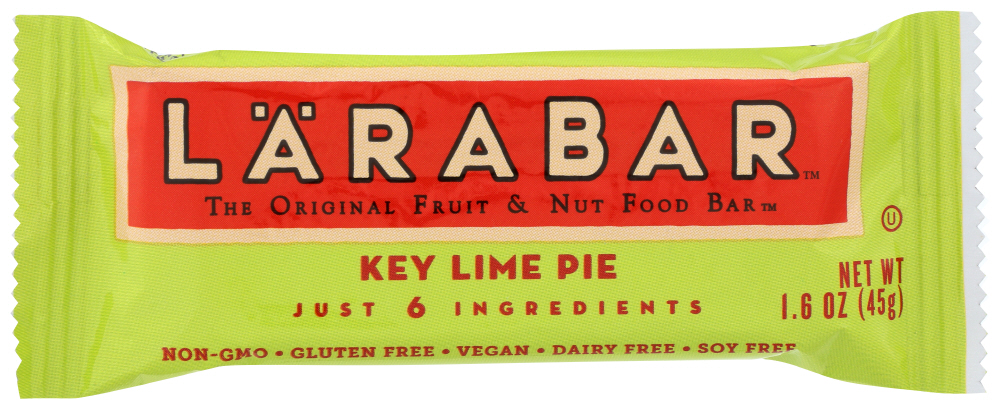 LÄRABAR™
THE ORIGINAL FRUIT & NUT FOOD BAR™
U
KEY LIME PIE
JUST 6 INGREDIENTS
NET WT
1.6 OZ (45g)
NON-GMO • GLUTEN FREE • VEGAN • DAIRY FREE • SOY FREE